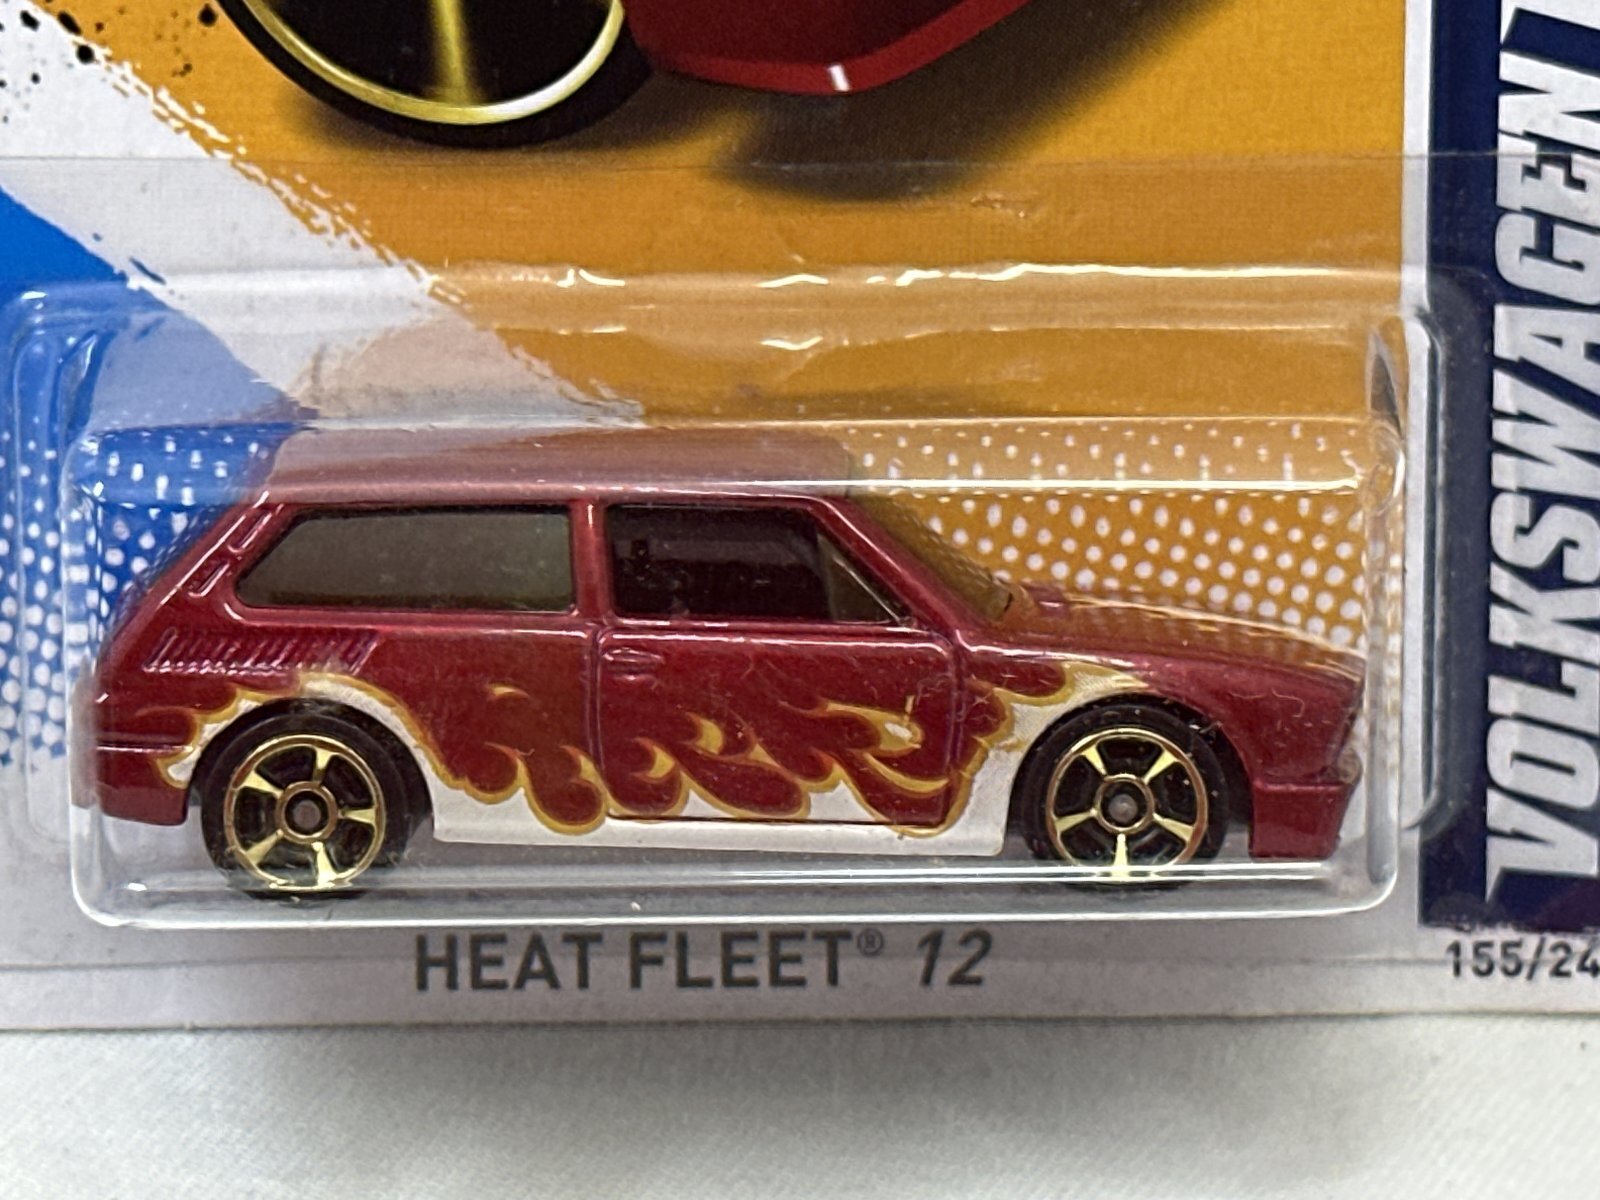 VOLKSWAGEN
HEAT FLEET® 12
155/24